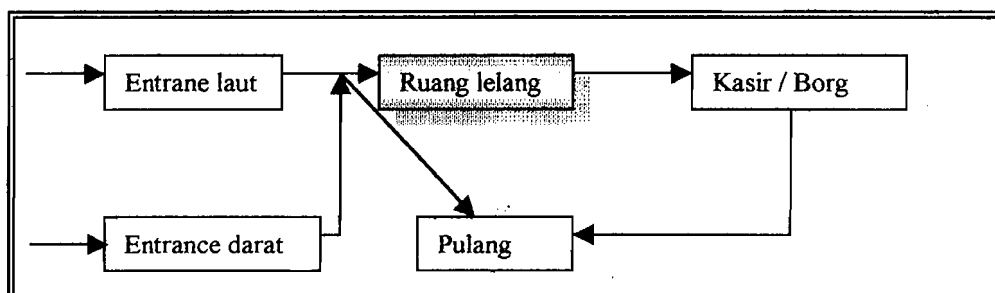 Entrane laut
Ruang lelang
Kasir / Borg
Entrance darat
Pulang